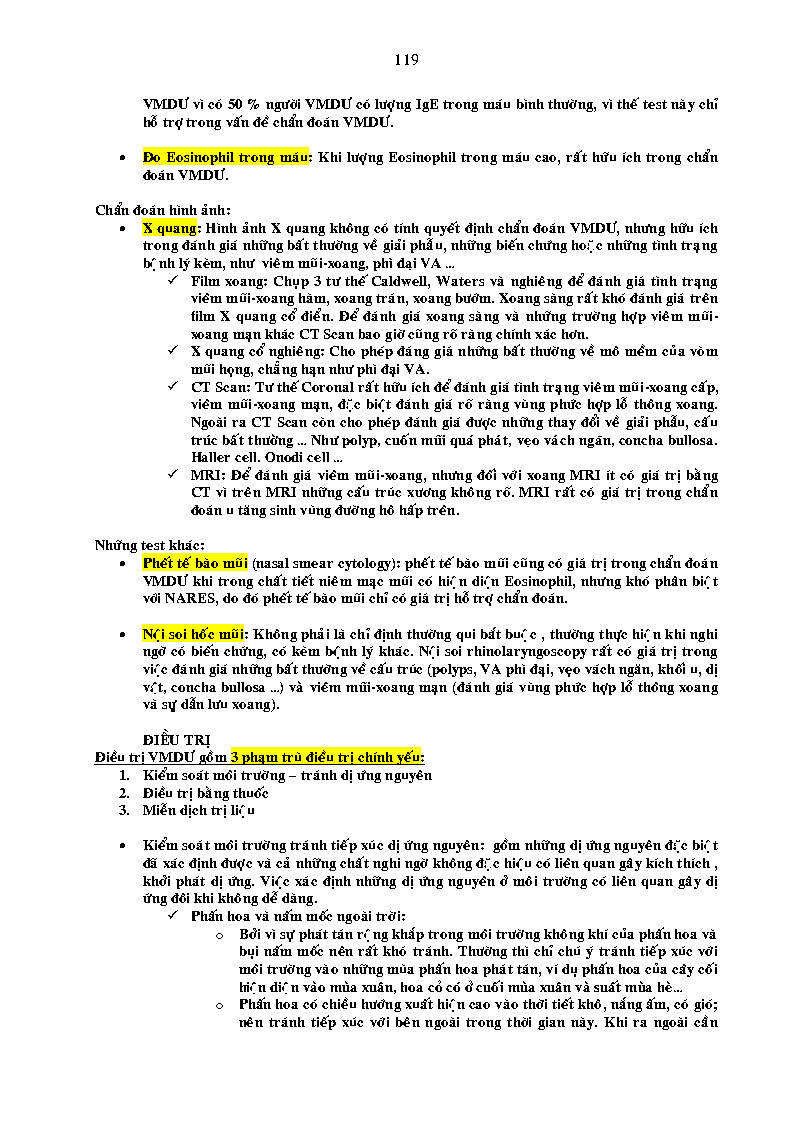 119
VMDƯ vì có 50 % người VMDƯ có lượng IgE trong máu bình thường, vì thế test này chỉ
hỗ trợ trong vấn đề chẩn đoán VMDƯ.
• Đo Eosinophil trong máu: Khi lượng Eosinophil trong máu cao, rất hữu ích trong chẩn
đoán VMDƯ.
Chẩn đoán hình ảnh:
• X quang: Hình ảnh X quang không có tính quyết định chẩn đoán VMDƯ, nhưng hữu ích
trong đánh giá những bất thường về giải phẫu, những biến chứng hoặc những tình trạng
bệnh lý kèm, như viêm mũi-xoang, phì đại VA ...
✓ Film xoang: Chụp 3 tư thế Caldwell, Waters và nghiêng để đánh giá tình trạng
viêm mũi-xoang hàm, xoang trán, xoang bướm. Xoang sàng rất khó đánh giá trên
film X quang cổ điển. Để đánh giá xoang sàng và những trường hợp viêm mũi-
xoang mạn khác CT Scan bao giờ cũng rõ ràng chính xác hơn.
✓ X quang cổ nghiêng: Cho phép đáng giá những bất thường về mô mềm của vòm
mũi họng, chẳng hạn như phì đại VA.
✓ CT Scan: Tư thế Coronal rất hữu ích để đánh giá tình trạng viêm mũi-xoang cấp,
viêm mũi-xoang mạn, đặc biệt đánh giá rõ ràng vùng phức hợp lỗ thông xoang.
Ngoài ra CT Scan còn cho phép đánh giá được những thay đổi về giải phẫu, cấu
trúc bất thường ... Như polyp, cuốn mũi quá phát, vẹo vách ngăn, concha bullosa.
Haller cell. Onodi cell ...
✓ MRI: Để đánh giá viêm mũi-xoang, nhưng đối với xoang MRI ít có giá trị bằng
CT vì trên MRI những cấu trúc xương không rõ. MRI rất có giá trị trong chẩn
đoán u tăng sinh vùng đường hô hấp trên.
Những test khác:
• Phết tế bào mũi (nasal smear cytology): phết tế bào mũi cũng có giá trị trong chẩn đoán
VMDƯ khi trong chất tiết niêm mạc mũi có hiện diện Eosinophil, nhưng khó phân biệt
với NARES, do đó phết tế bào mũi chỉ có giá trị hỗ trợ chẩn đoán.
• Nội soi hốc mũi: Không phải là chỉ định thường qui bắt buộc , thường thực hiện khi nghi
ngờ có biến chứng, có kèm bệnh lý khác. Nội soi rhinolaryngoscopy rất có giá trị trong
việc đánh giá những bất thường về cấu trúc (polyps, VA phì đại, vẹo vách ngăn, khối u, dị
vật, concha bullosa ...) và viêm mũi-xoang mạn (đánh giá vùng phức hợp lỗ thông xoang
và sự dẫn lưu xoang).
ĐIỀU TRỊ
Điều trị VMDƯ gồm 3 phạm trù điều trị chính yếu:
1. Kiểm soát môi trường – tránh dị ứng nguyên
2. Điều trị bằng thuốc
3. Miễn dịch trị liệu
• Kiểm soát môi trường tránh tiếp xúc dị ứng nguyên: gồm những dị ứng nguyên đặc biệt
đã xác định được và cả những chất nghi ngờ không đặc hiệu có liên quan gây kích thích ,
khởi phát dị ứng. Việc xác định những dị ứng nguyên ở môi trường có liên quan gây dị
ứng đôi khi không dễ dàng.
✓ Phấn hoa và nấm mốc ngoài trời:
o Bởi vì sự phát tán rộng khắp trong môi trường không khí của phấn hoa và
bụi nấm mốc nên rất khó tránh. Thường thì chỉ chú ý tránh tiếp xúc với
môi trường vào những mùa phấn hoa phát tán, ví dụ phấn hoa của cây cối
hiện diện vào mùa xuân, hoa cỏ có ở cuối mùa xuân và suất mùa hè...
o Phấn hoa có chiều hướng xuất hiện cao vào thời tiết khô, nắng ấm, có gió;
nên tránh tiếp xúc với bên ngoài trong thời gian này. Khi ra ngoài cần